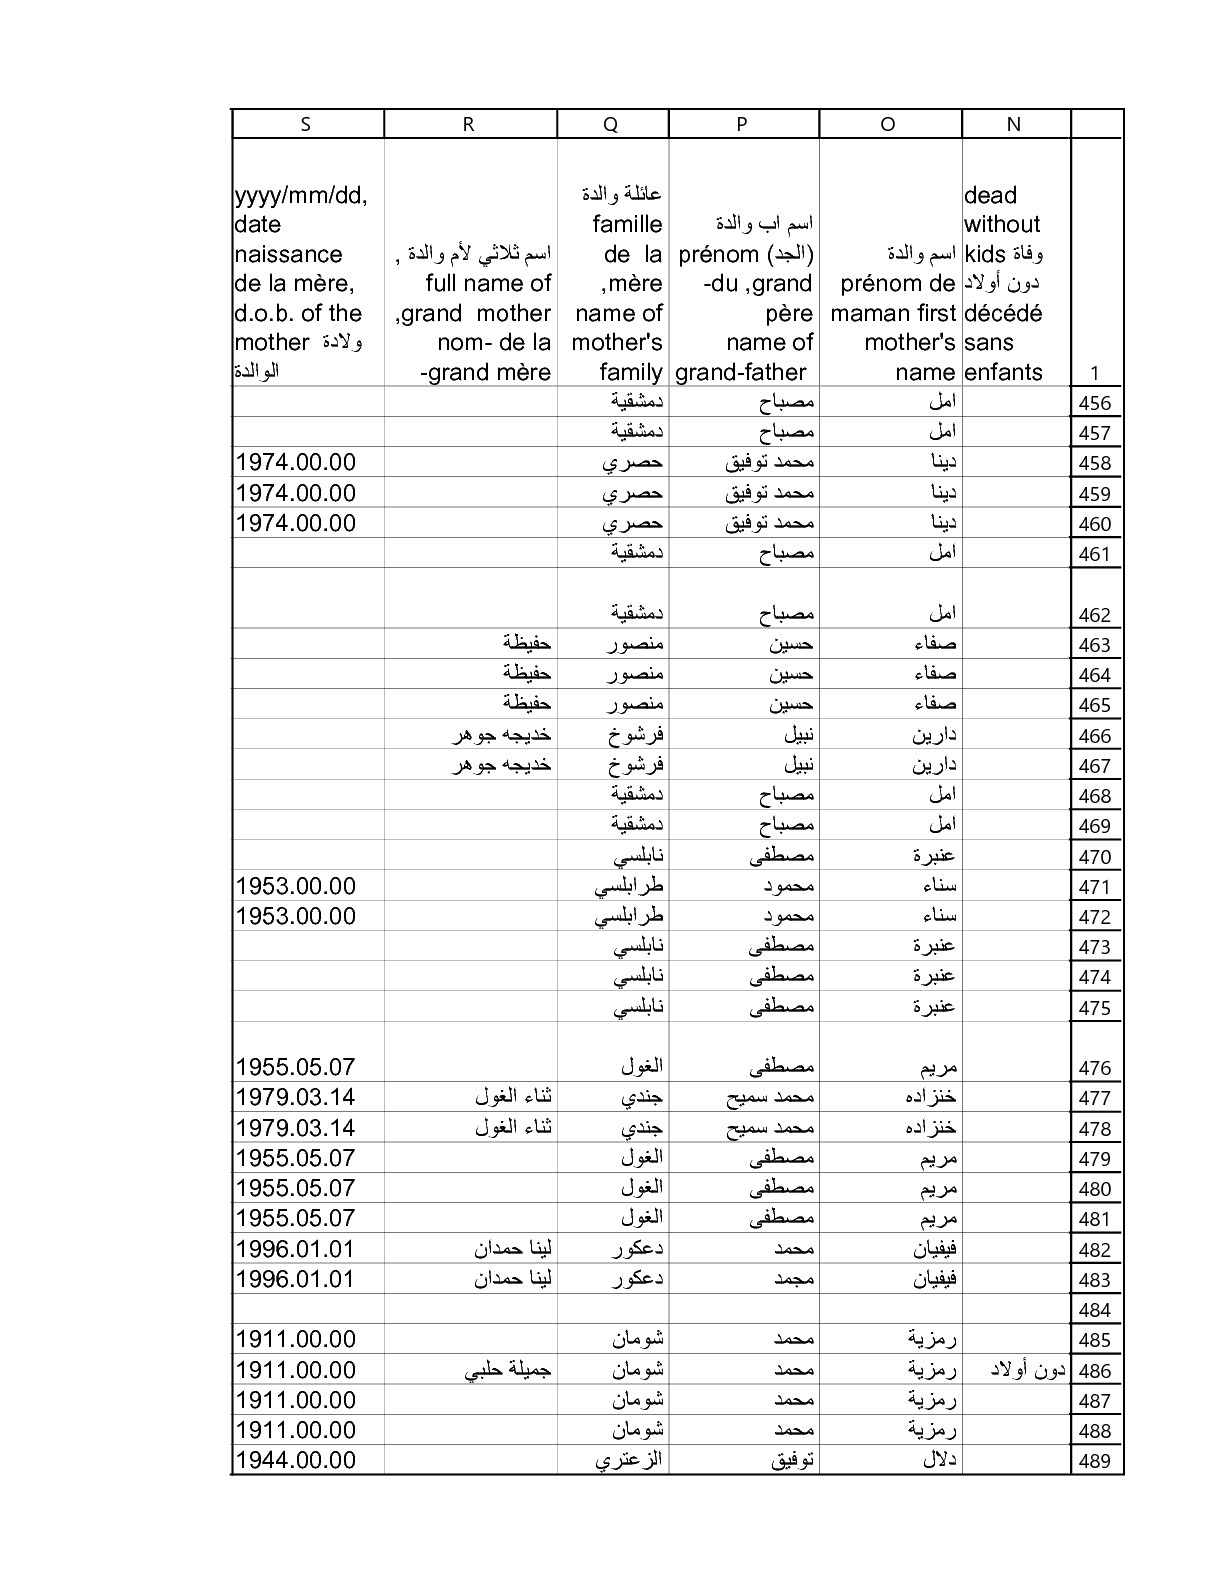 S R Q P O N
yyyy/mm/dd, date naissance de la mère, d.o.b. of the mother ولادة الوالدة
اسم ثلاثي لأم والدة , full name of grand mother, nom- de la grand mère-
عائلة والدة famille de la mère, name of mother's family
اسم اب والدة (الجد) prénom du- ,grand père name of grand-father
اسم والدة prénom de maman first mother's name
dead without kids وفاة دون أولاد décédé sans enfants
1
دمشقية مصباح امل 456
دمشقية مصباح امل 457
1974.00.00 حصري محمد توفيق دينا 458
1974.00.00 حصري محمد توفيق دينا 459
1974.00.00 حصري محمد توفيق دينا 460
دمشقية مصباح امل 461
دمشقية مصباح امل 462
حفيظة منصور حسين صفاء 463
حفيظة منصور حسين صفاء 464
حفيظة منصور حسين صفاء 465
خديجه جوهر فرشوخ نبيل دارين 466
خديجه جوهر فرشوخ نبيل دارين 467
دمشقية مصباح امل 468
دمشقية مصباح امل 469
نابلسي مصطفى عنبرة 470
1953.00.00 طرابلسي محمود سناء 471
1953.00.00 طرابلسي محمود سناء 472
نابلسي مصطفى عنبرة 473
نابلسي مصطفى عنبرة 474
نابلسي مصطفى عنبرة 475
1955.05.07 الغول مصطفى مريم 476
1979.03.14 ثناء الغول جندي محمد سميح خنزاده 477
1979.03.14 ثناء الغول جندي محمد سميح خنزاده 478
1955.05.07 الغول مصطفى مريم 479
1955.05.07 الغول مصطفى مريم 480
1955.05.07 الغول مصطفى مريم 481
1996.01.01 لينا حمدان دعكور محمد فيفيان 482
1996.01.01 لينا حمدان دعكور مجمد فيفيان 483
484
1911.00.00 شومان محمد رمزية 485
1911.00.00 جميلة حلبي شومان محمد رمزية دون أولاد 486
1911.00.00 شومان محمد رمزية 487
1911.00.00 شومان محمد رمزية 488
1944.00.00 الزعتري توفيق دلال 489